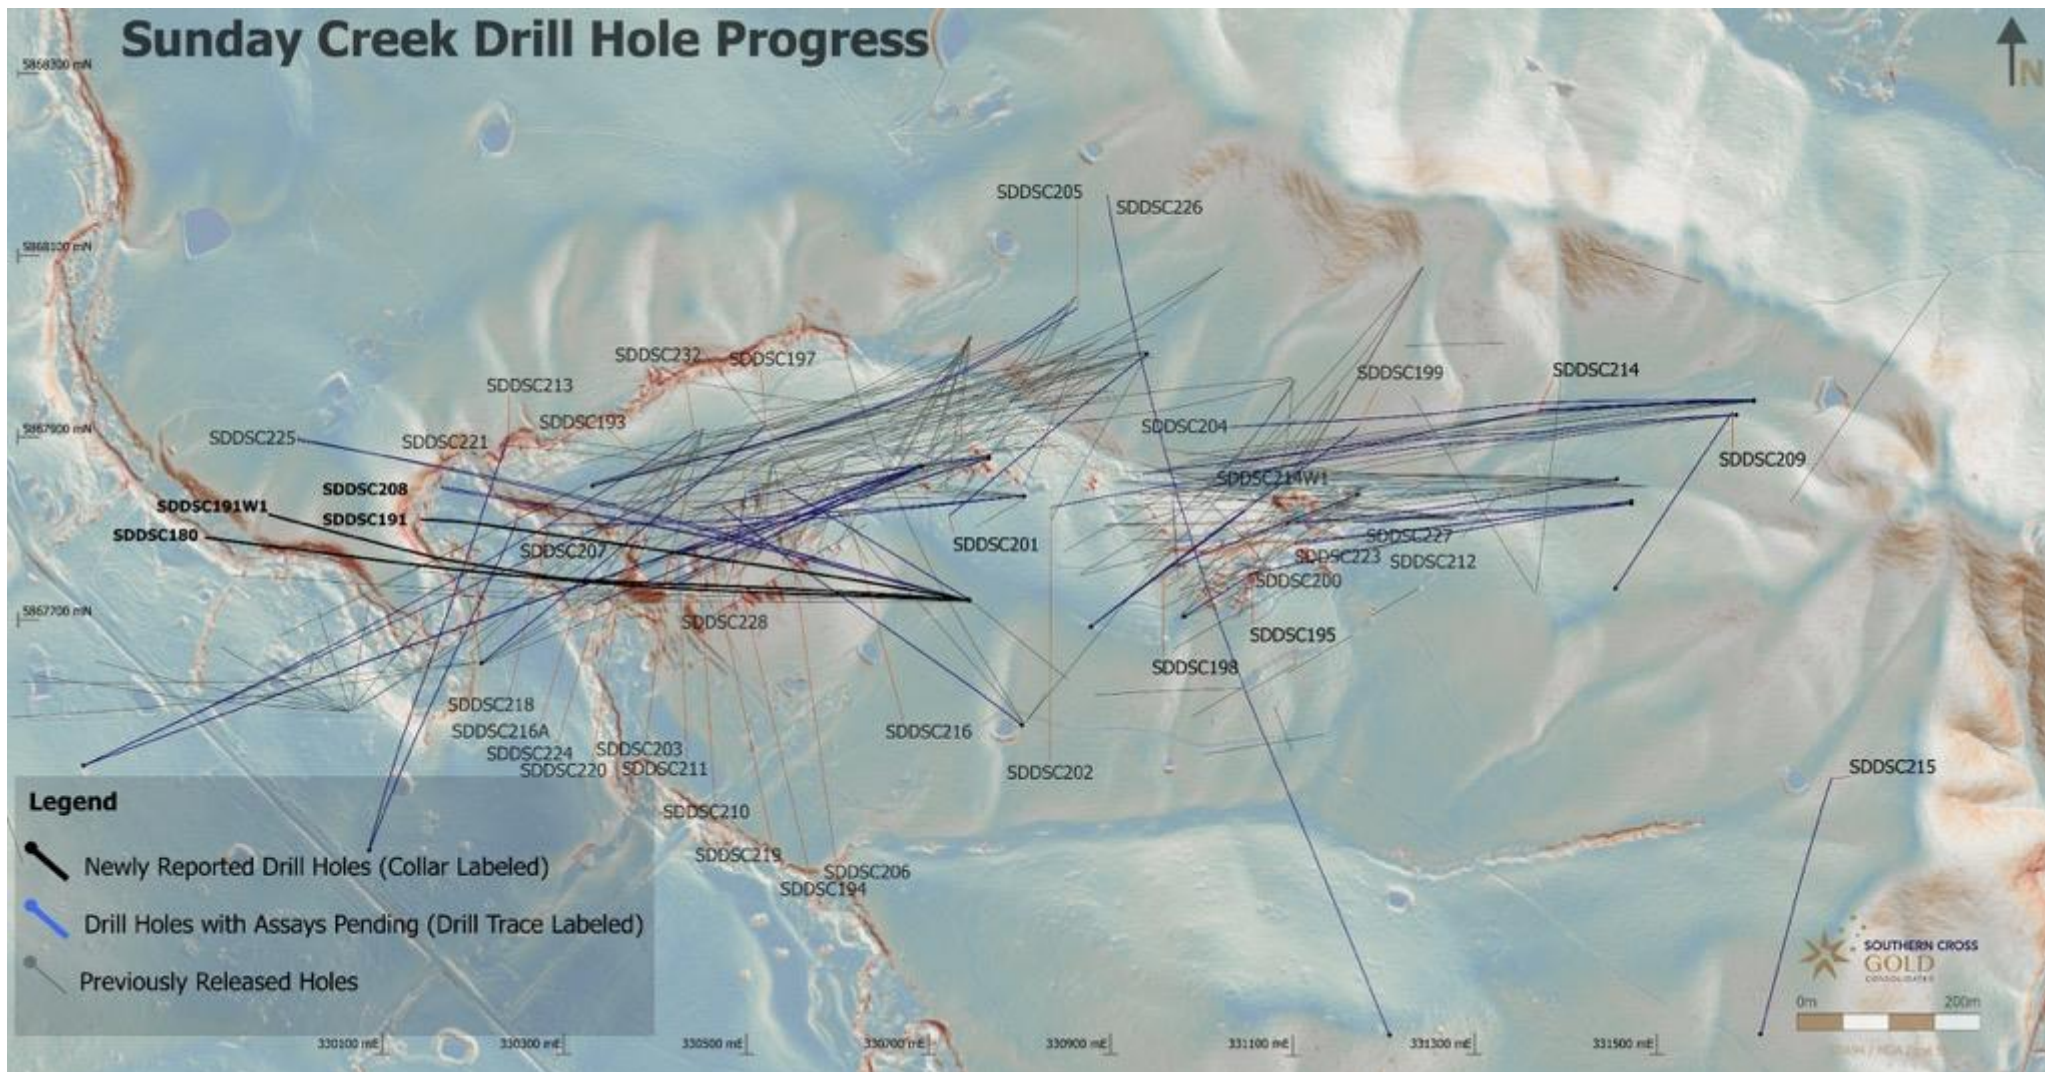 Sunday Creek Drill Hole Progress
N
5868300 mN
SDDSC205
SDDSC226
5868100 mN
SDDSC232
SDDSC197
SDDSC199
SDDSC214
SDDSC213
SDDSC193
SDDSC204
5867900 mN
SDDSC225
SDDSC221
SDDSC209
SDDSC214W1
SDDSC208
SDDSC191W1
SDDSC191
SDDSC180
SDDSC207
SDDSC201
SDDSC227
SDDSC223
SDDSC212
SDDSC200
5867700 mN
SDDSC228
SDDSC195
SDDSC198
SDDSC218
SDDSC216A
SDDSC216
SDDSC224
SDDSC203
SDDSC220
SDDSC211
SDDSC202
SDDSC215
Legend
SDDSC210
SDDSC219
Newly Reported Drill Holes (Collar Labeled)
SDDSC206
SDDSC194
Drill Holes with Assays Pending (Drill Trace Labeled)
Previously Released Holes
SOUTHERN CROSS
GOLD
CONSOLIDATED
0m
200m
330100 mE
330300 mE
330500 mE
330700 mE
330900 mE
331100 mE
331300 mE
331500 mE